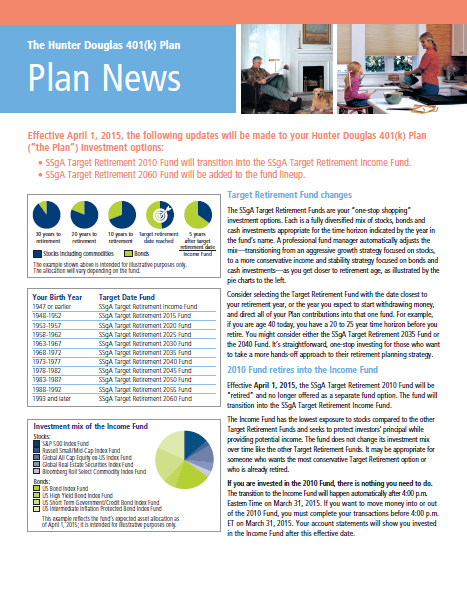 The Hunter Douglas 401(k) Plan
Plan News
Effective April 1, 2015, the following updates will be made to your Hunter Douglas 401(k) Plan
(“the Plan”) Investment options:
• SSgA Target Retirement 2010 Fund will transition into the SSgA Target Retirement Income Fund.
• SSgA Target Retirement 2060 Fund will be added to the fund lineup.
30 years to
retirement
20 years to
retirement
10 years to
retirement
Target retirement
date reached
5 years
after target
retirement date
Income Fund
Stocks including commodities
Bonds
The example shown above is intended for illustrative purposes only.
The allocation will vary depending on the fund.
Your Birth Year Target Date Fund
1947 or earlier SSgA Target Retirement Income Fund
1948-1952 SSgA Target Retirement 2015 Fund
1953-1957 SSgA Target Retirement 2020 Fund
1958-1962 SSgA Target Retirement 2025 Fund
1963-1967 SSgA Target Retirement 2030 Fund
1968-1972 SSgA Target Retirement 2035 Fund
1973-1977 SSgA Target Retirement 2040 Fund
1978-1982 SSgA Target Retirement 2045 Fund
1983-1987 SSgA Target Retirement 2050 Fund
1988-1992 SSgA Target Retirement 2055 Fund
1993 and later SSgA Target Retirement 2060 Fund
Investment mix of the Income Fund
Stocks:
S&P 500 Index Fund
Russell Small/Mid-Cap Index Fund
Global All Cap Equity ex-US Index Fund
Global Real Estate Securities Index Fund
Bloomberg Roll Select Commodity Index Fund
Bonds:
US Bond Index Fund
US High Yield Bond Index Fund
US Short Term Government/Credit Bond Index Fund
US Intermediate Inflation Protected Bond Index Fund
This example reflects the fund’s expected asset allocation as
of April 1, 2015; it is intended for illustrative purposes only.
Target Retirement Fund changes
The SSgA Target Retirement Funds are your “one-stop shopping”
investment options. Each is a fully diversified mix of stocks, bonds and
cash investments appropriate for the time horizon indicated by the year in
the fund’s name. A professional fund manager automatically adjusts the
mix—transitioning from an aggressive growth strategy focused on stocks,
to a more conservative income and stability strategy focused on bonds and
cash investments—as you get closer to retirement age, as illustrated by the
pie charts to the left.
Consider selecting the Target Retirement Fund with the date closest to
your retirement year, or the year you expect to start withdrawing money,
and direct all of your Plan contributions into that one fund. For example,
if you are age 40 today, you have a 20 to 25 year time horizon before you
retire. You might consider either the SSgA Target Retirement 2035 Fund or
the 2040 Fund. It’s straightforward, one-stop investing for those who want
to take a more hands-off approach to their retirement planning strategy.
2010 Fund retires into the Income Fund
Effective April 1, 2015, the SSgA Target Retirement 2010 Fund will be
“retired” and no longer offered as a separate fund option. The fund will
transition into the SSgA Target Retirement Income Fund.
The Income Fund has the lowest exposure to stocks compared to the other
Target Retirement Funds and seeks to protect investors’ principal while
providing potential income. The fund does not change its investment mix
over time like the other Target Retirement Funds. It may be appropriate for
someone who wants the most conservative Target Retirement option or
who is already retired.
If you are invested in the 2010 Fund, there is nothing you need to do.
The transition to the Income Fund will happen automatically after 4:00 p.m.
Eastern Time on March 31, 2015. If you want to move money into or out
of the 2010 Fund, you must complete your transactions before 4:00 p.m.
ET on March 31, 2015. Your account statements will show you invested
in the Income Fund after this effective date.